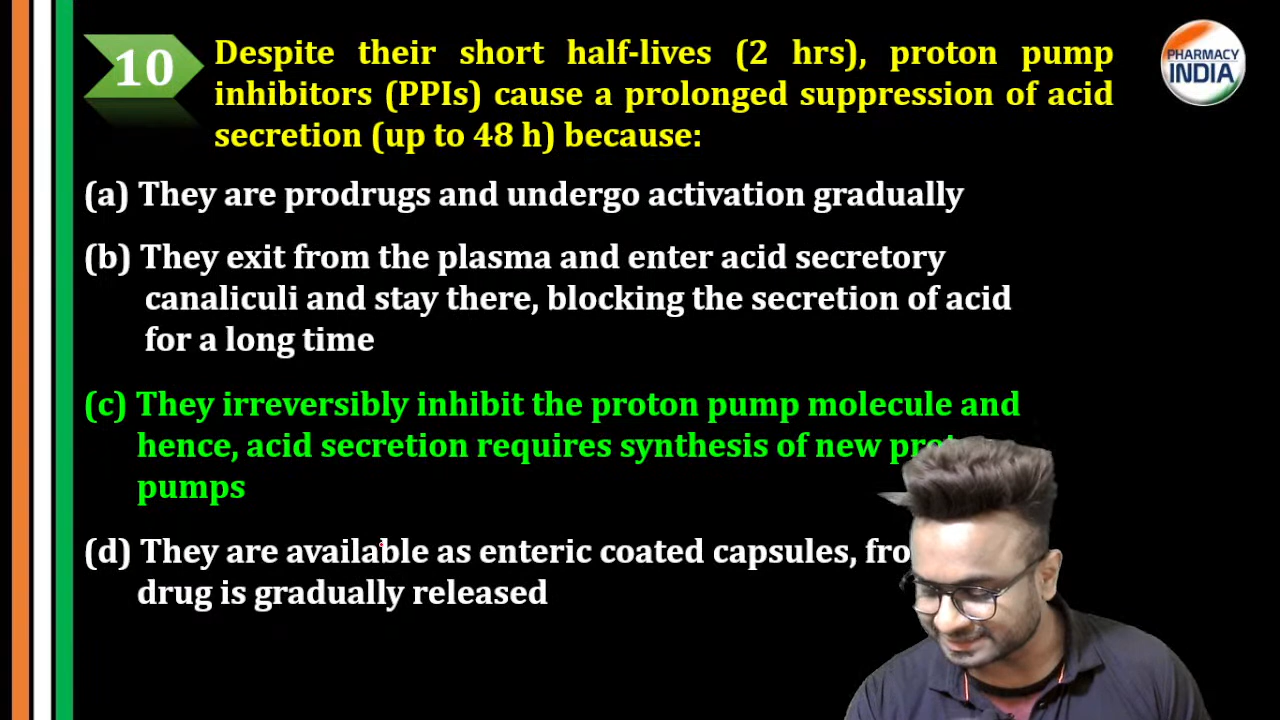 10
Despite their short half-lives (2 hrs), proton pump
inhibitors (PPIs) cause a prolonged suppression of acid
secretion (up to 48 h) because:
PHARMACY
INDIA
(a) They are prodrugs and undergo activation gradually
(b) They exit from the plasma and enter acid secretory
canaliculi and stay there, blocking the secretion of acid
for a long time
(c) They irreversibly inhibit the proton pump molecule and
hence, acid secretion requires synthesis of new
pumps
(d) They are available as enteric coated capsules,
drug is gradually released